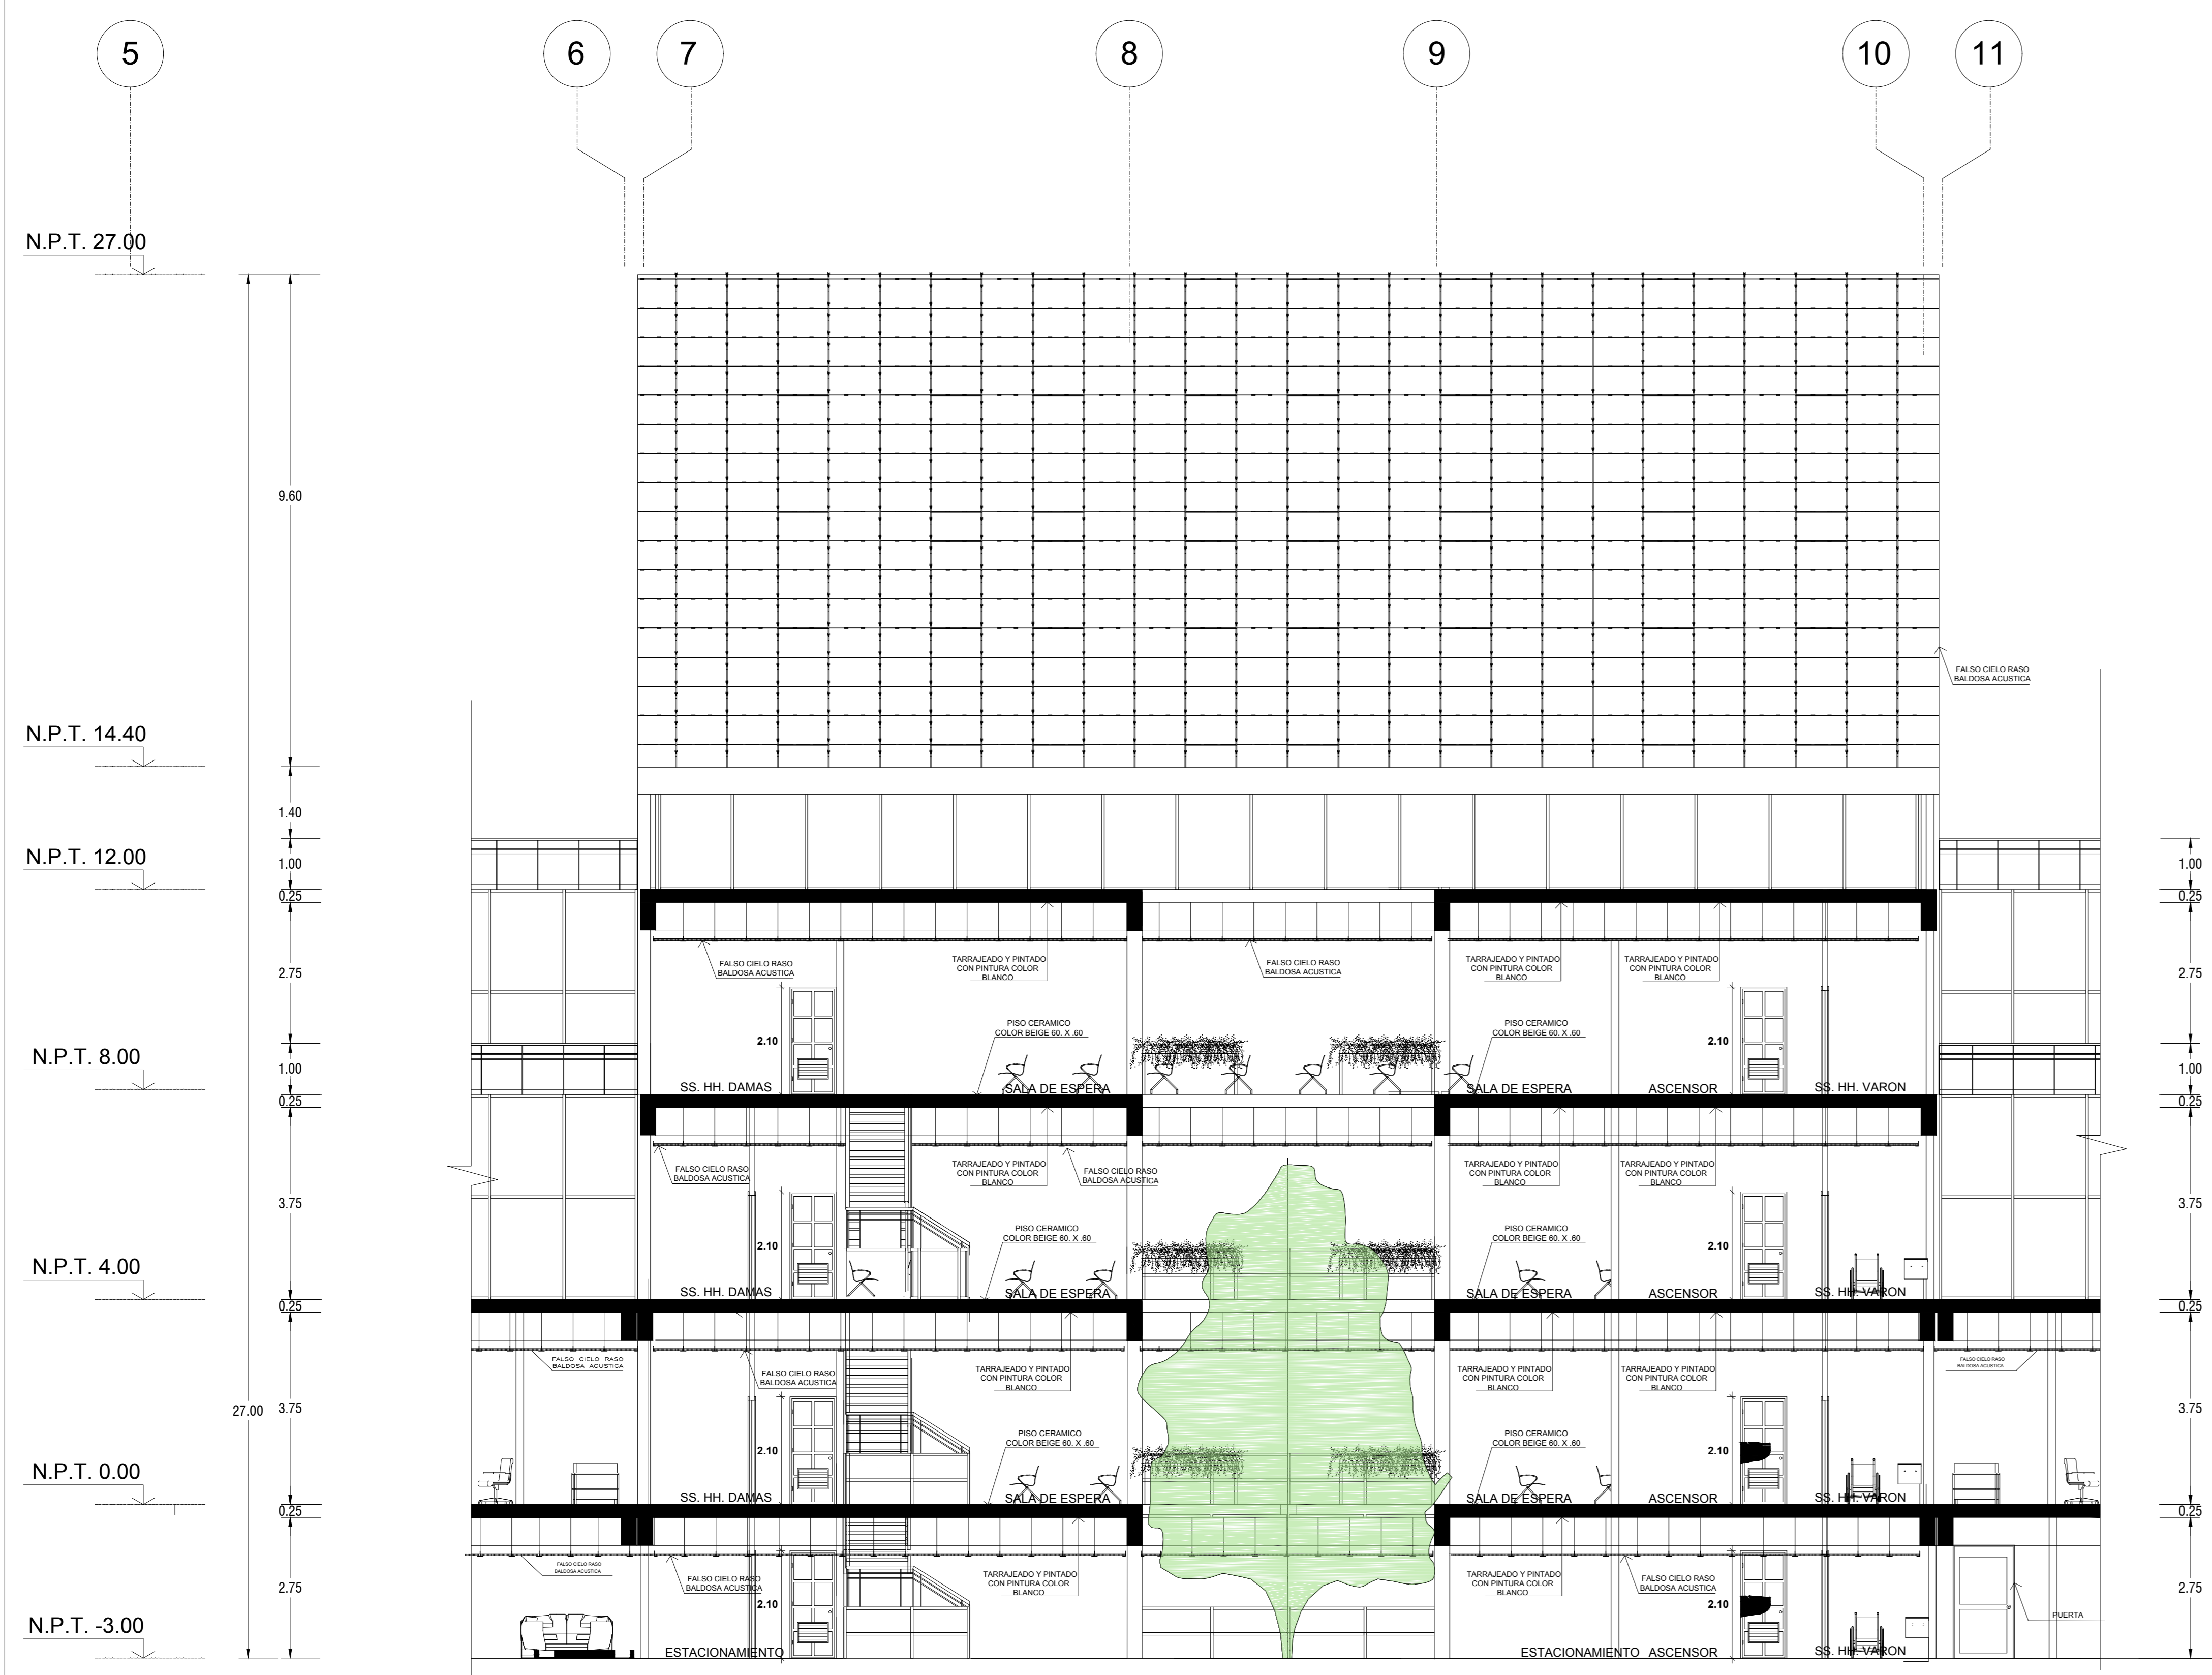 5
6
7
8
9
10
11
N.P.T. 27.00
9.60
FALSO CIELO RASO
BALDOSA ACUSTICA
N.P.T. 14.40
1.40
N.P.T. 12.00
1.00
1.00
0.25
0.25
FALSO CIELO RASO
BALDOSA ACUSTICA
TARRAJEADO Y PINTADO
CON PINTURA COLOR
BLANCO
FALSO CIELO RASO
BALDOSA ACUSTICA
TARRAJEADO Y PINTADO
CON PINTURA COLOR
BLANCO
TARRAJEADO Y PINTADO
CON PINTURA COLOR
BLANCO
2.75
2.75
PISO CERAMICO
COLOR BEIGE 60. X .60
PISO CERAMICO
COLOR BEIGE 60. X .60
2.10
2.10
N.P.T. 8.00
1.00
1.00
SS. HH. DAMAS
SALA DE ESPERA
SALA DE ESPERA
ASCENSOR
SS. HH. VARON
0.25
0.25
FALSO CIELO RASO
BALDOSA ACUSTICA
TARRAJEADO Y PINTADO
CON PINTURA COLOR
BLANCO
FALSO CIELO RASO
BALDOSA ACUSTICA
TARRAJEADO Y PINTADO
CON PINTURA COLOR
BLANCO
TARRAJEADO Y PINTADO
CON PINTURA COLOR
BLANCO
3.75
3.75
PISO CERAMICO
COLOR BEIGE 60. X .60
PISO CERAMICO
COLOR BEIGE 60. X .60
2.10
2.10
N.P.T. 4.00
SS. HH. DAMAS
SALA DE ESPERA
SALA DE ESPERA
ASCENSOR
SS. HH. VARON
0.25
0.25
FALSO CIELO RASO
BALDOSA ACUSTICA
FALSO CIELO RASO
BALDOSA ACUSTICA
TARRAJEADO Y PINTADO
CON PINTURA COLOR
BLANCO
TARRAJEADO Y PINTADO
CON PINTURA COLOR
BLANCO
TARRAJEADO Y PINTADO
CON PINTURA COLOR
BLANCO
FALSO CIELO RASO
BALDOSA ACUSTICA
27.00
3.75
3.75
PISO CERAMICO
COLOR BEIGE 60. X .60
PISO CERAMICO
COLOR BEIGE 60. X .60
2.10
2.10
N.P.T. 0.00
SS. HH. DAMAS
SALA DE ESPERA
SALA DE ESPERA
ASCENSOR
SS. HH. VARON
0.25
0.25
FALSO CIELO RASO
BALDOSA ACUSTICA
FALSO CIELO RASO
BALDOSA ACUSTICA
TARRAJEADO Y PINTADO
CON PINTURA COLOR
BLANCO
TARRAJEADO Y PINTADO
CON PINTURA COLOR
BLANCO
FALSO CIELO RASO
BALDOSA ACUSTICA
2.75
2.75
2.10
2.10
PUERTA
N.P.T. -3.00
ESTACIONAMIENTO
ESTACIONAMIENTO
ASCENSOR
SS. HH. VARON